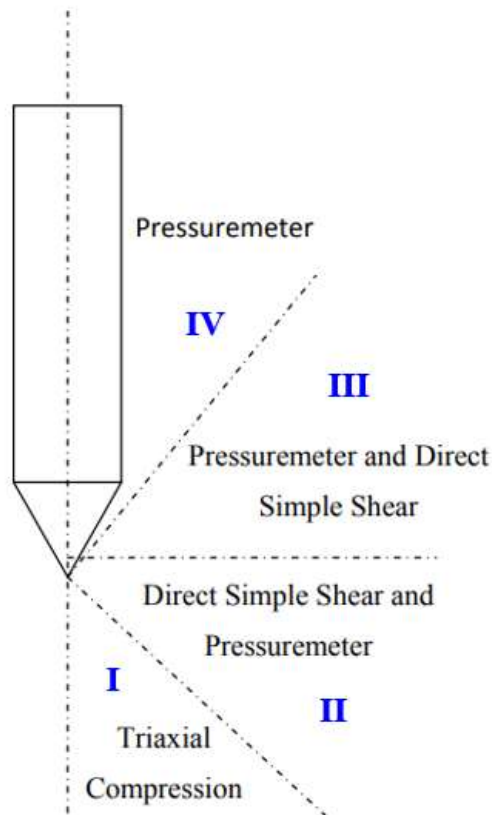 Pressuremeter
IV
III
Pressuremeter and Direct
Simple Shear
Direct Simple Shear and
Pressuremeter
I
II
Triaxial
Compression